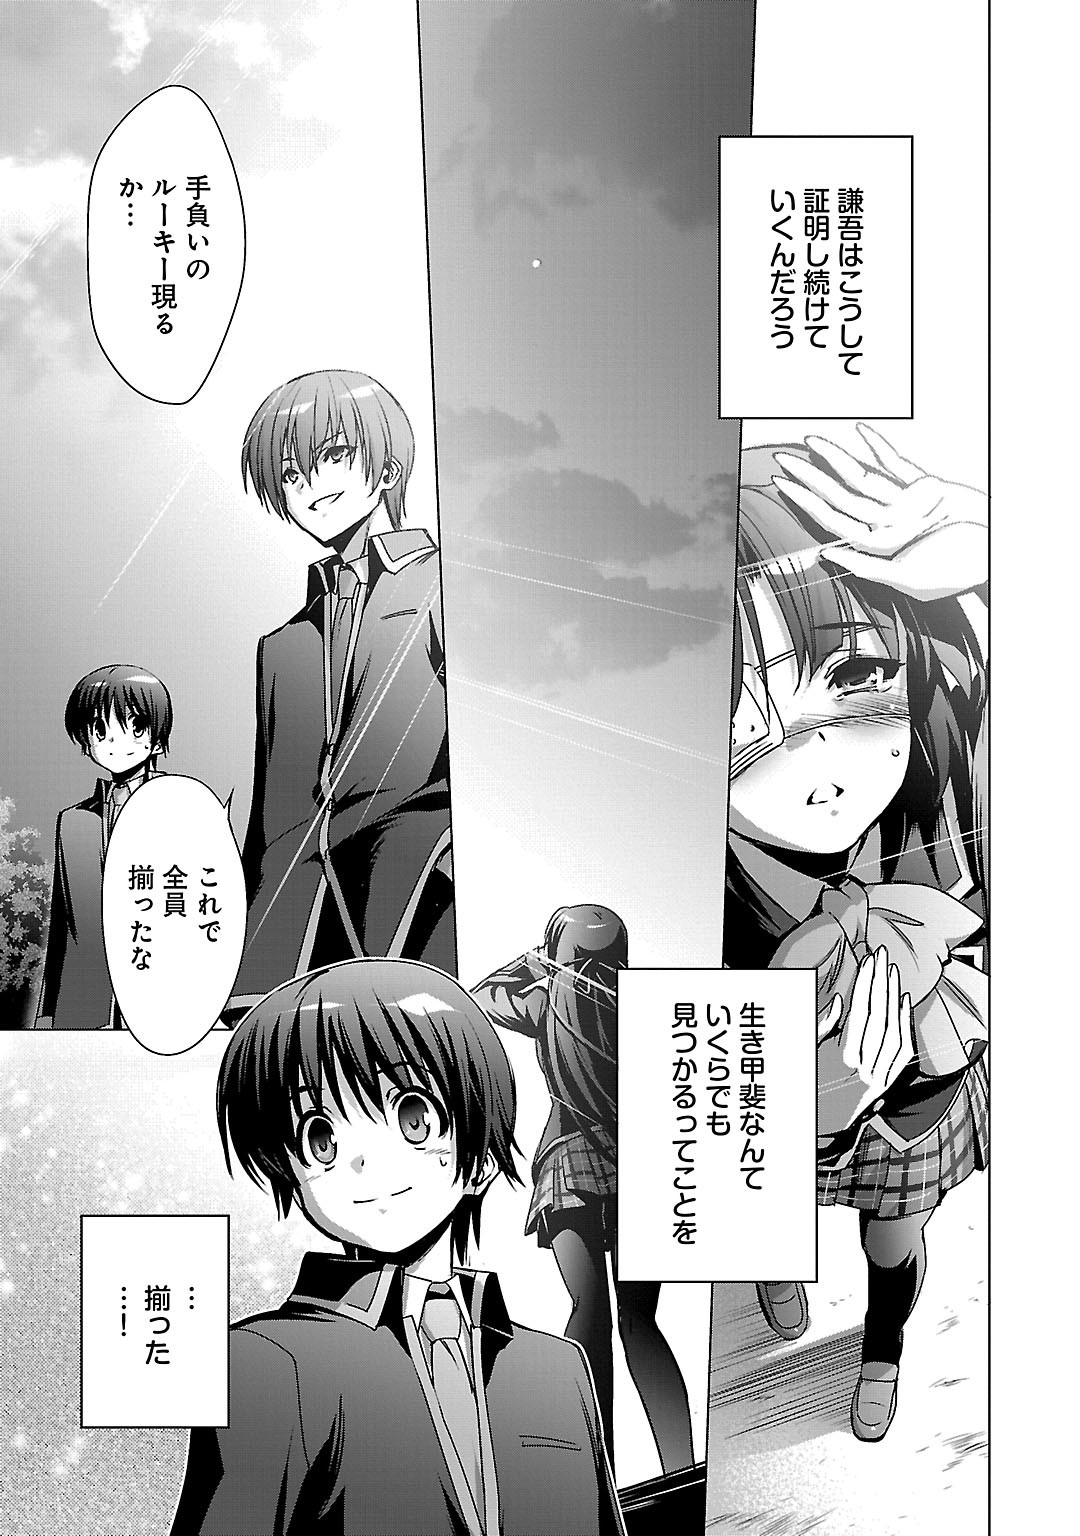 謙吾はこうして
証明し続けて
いくんだろう
生き甲斐なんて
いくらでも
見つかるってことを
手負いの
ルーキー現る
か…
これで
全員
揃ったな
…
揃った
…!